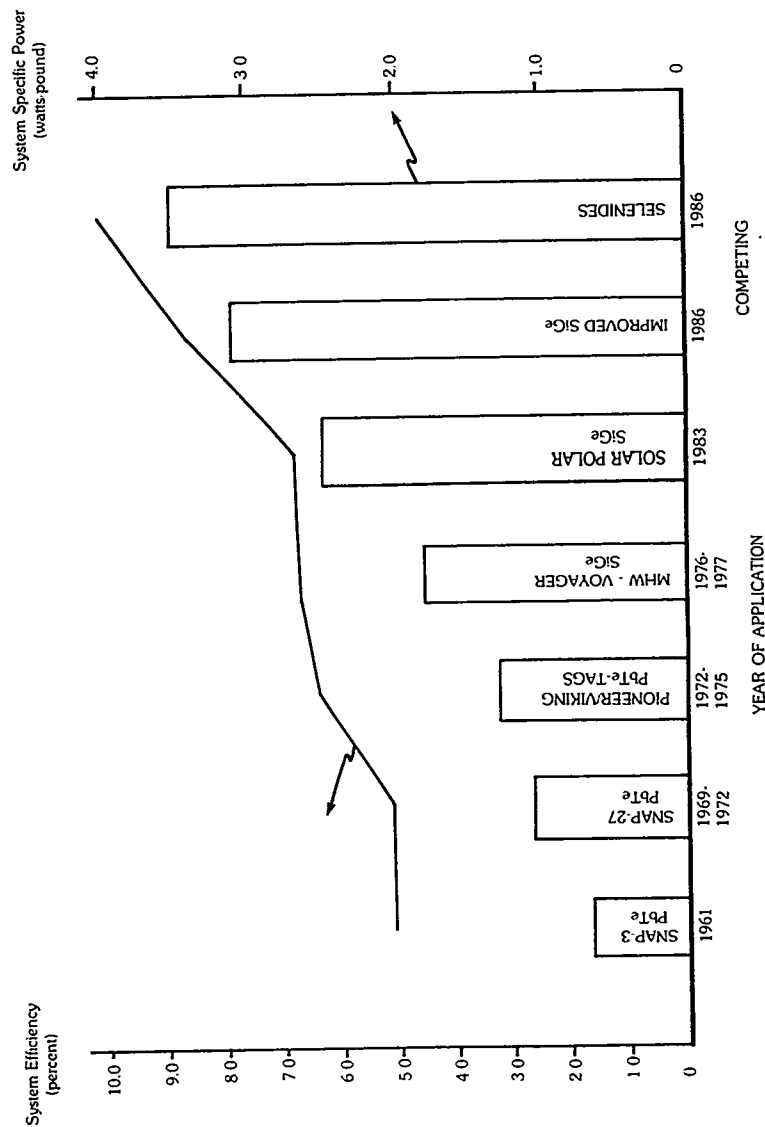 System Efficiency
(percent)
10.0
9.0
8 0
7 0
6 0
5 0
4 0
3 0
2 0
1 0
0
System Specific Power
(watts·pound)
4.0
3 0
2.0
1.0
0
SNAP-3
PbTe
SNAP-27
PbTe
PIONEER/VIKING
PbTe-TAGS
MHW - VOYAGER
SiGe
SOLAR POLAR
SiGe
IMPROVED SiGe
SELENIDES
1961
1969-
1972
1972-
1975
1976-
1977
1983
1986
1986
YEAR OF APPLICATION
COMPETING